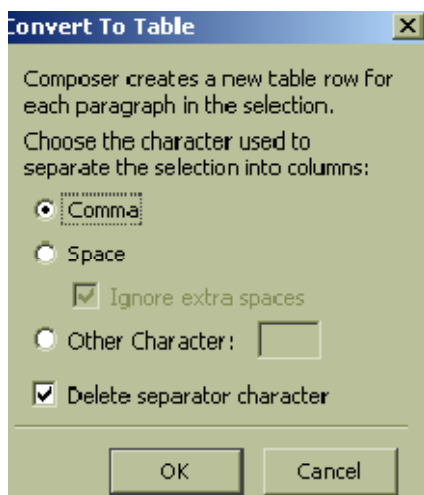 Convert To Table
Composer creates a new table row for
each paragraph in the selection.
Choose the character used to
separate the selection into columns:
Comma
Space
Ignore extra spaces
Other Character:
Delete separator character
OK
Cancel